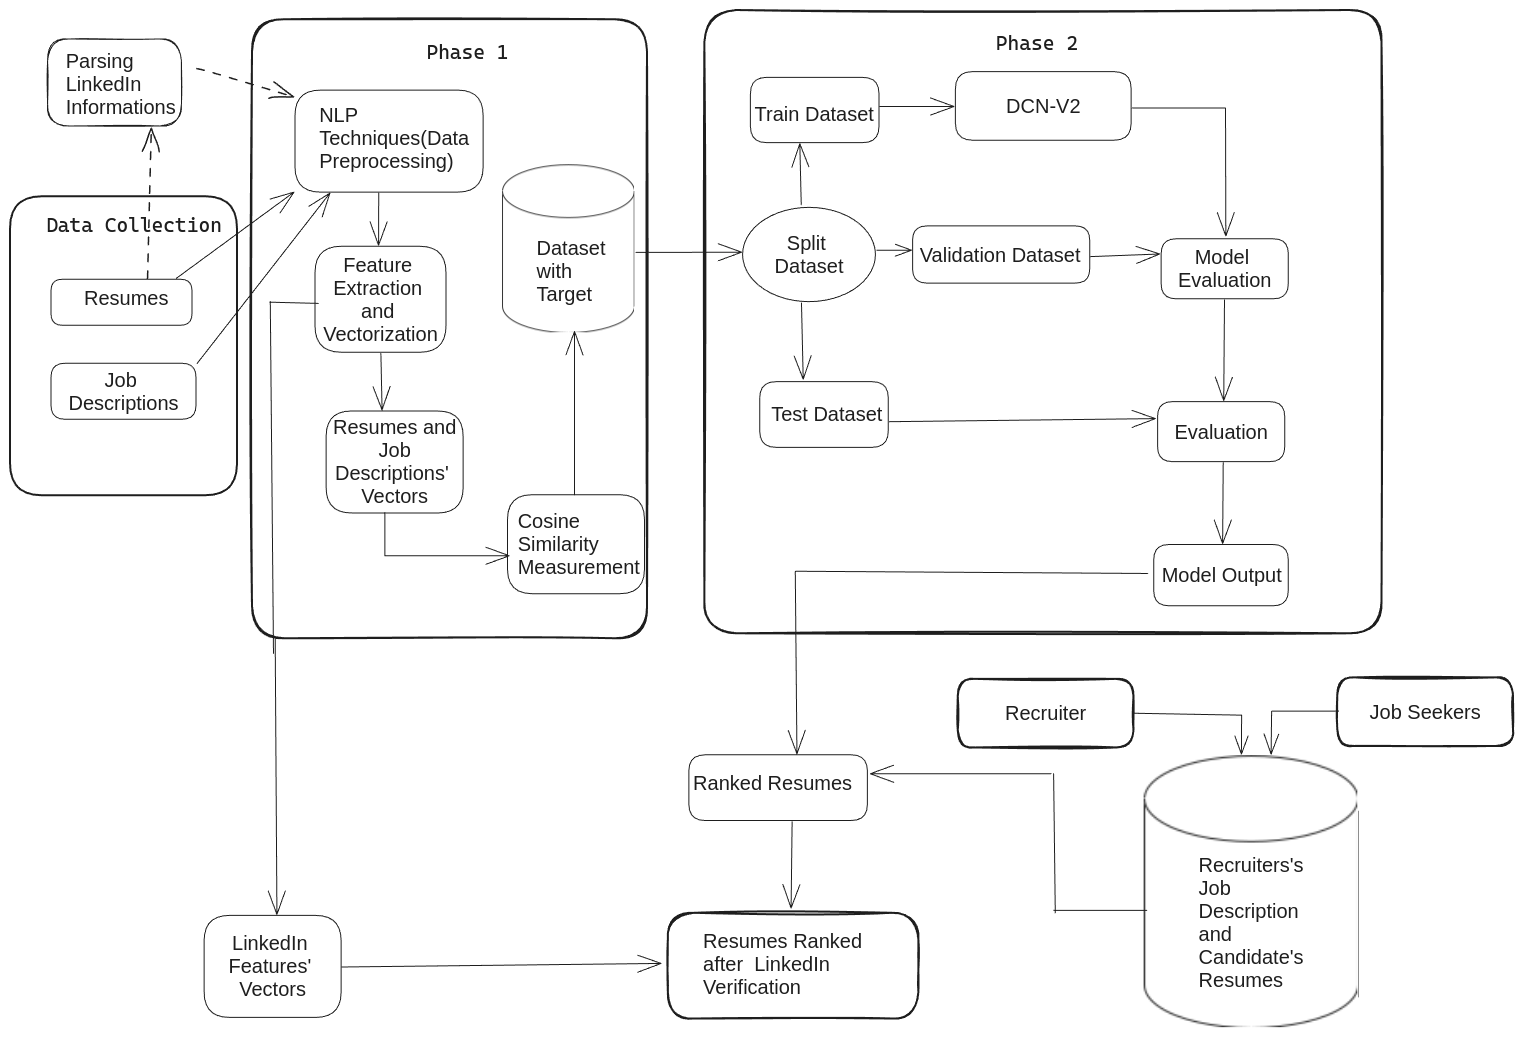 Parsing
LinkedIn
Informations
Data Collection
Resumes
Job
Descriptions
Phase 1
NLP
Techniques(Data
Preprocessing)
Feature
Extraction
and
Vectorization
Resumes and
Job
Descriptions'
Vectors
Cosine
Similarity
Measurement
Dataset
with
Target
Phase 2
Train Dataset
DCN-V2
Split
Dataset
Validation Dataset
Model
Evaluation
Test Dataset
Evaluation
Model Output
Recruiter
Job Seekers
Ranked Resumes
Recruiters's
Job
Description
and
Candidate's
Resumes
LinkedIn
Features'
Vectors
Resumes Ranked
after  LinkedIn
Verification